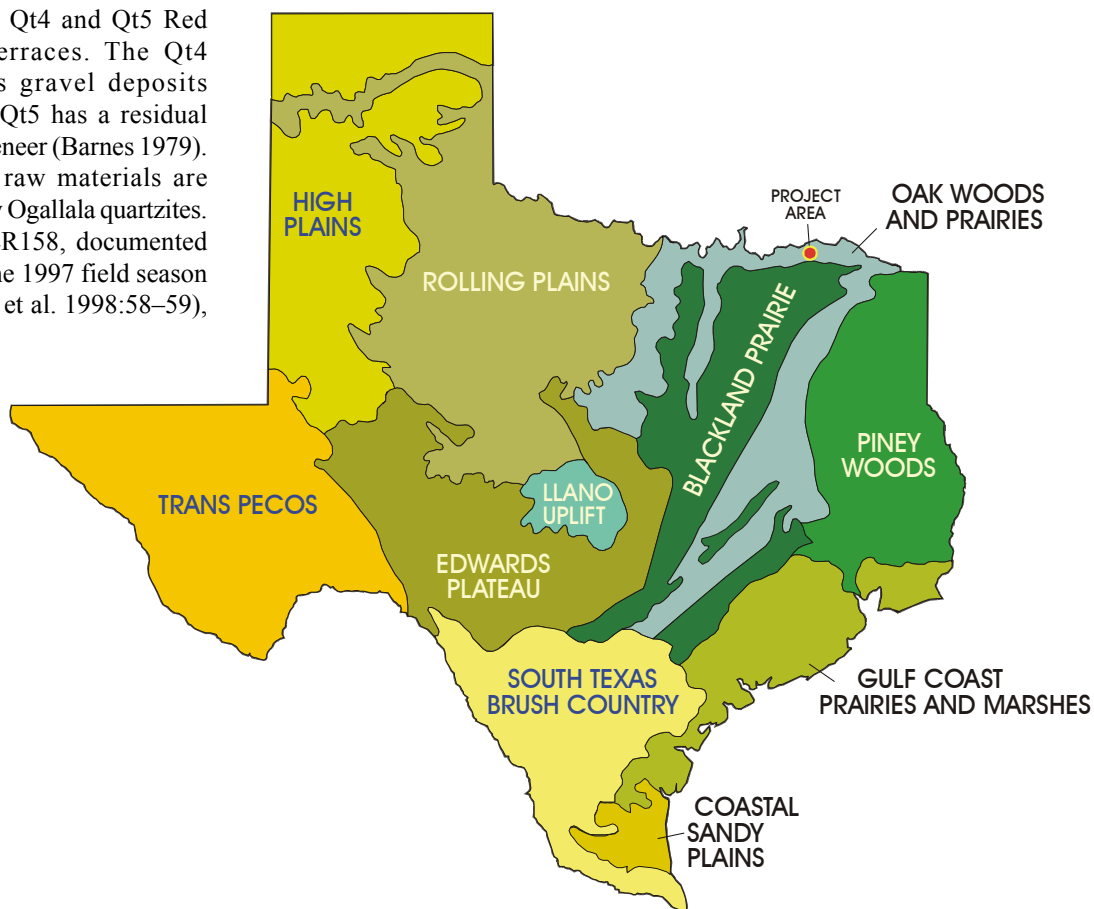 Qt4 and Qt5 Red
erraces. The Qt4
s gravel deposits
Qt5 has a residual
eneer (Barnes 1979).
raw materials are
Ogallala quartzites.
R158, documented
ne 1997 field season
et al. 1998:58–59),
PROJECT
AREA
OAK WOODS
AND PRAIRIES
HIGH
PLAINS
ROLLING PLAINS
BLACKLAND PRAIRIE
PINEY
WOODS
TRANS PECOS
LLANO
UPLIFT
EDWARDS
PLATEAU
SOUTH TEXAS
BRUSH COUNTRY
GULF COAST
PRAIRIES AND MARSHES
COASTAL
SANDY
PLAINS